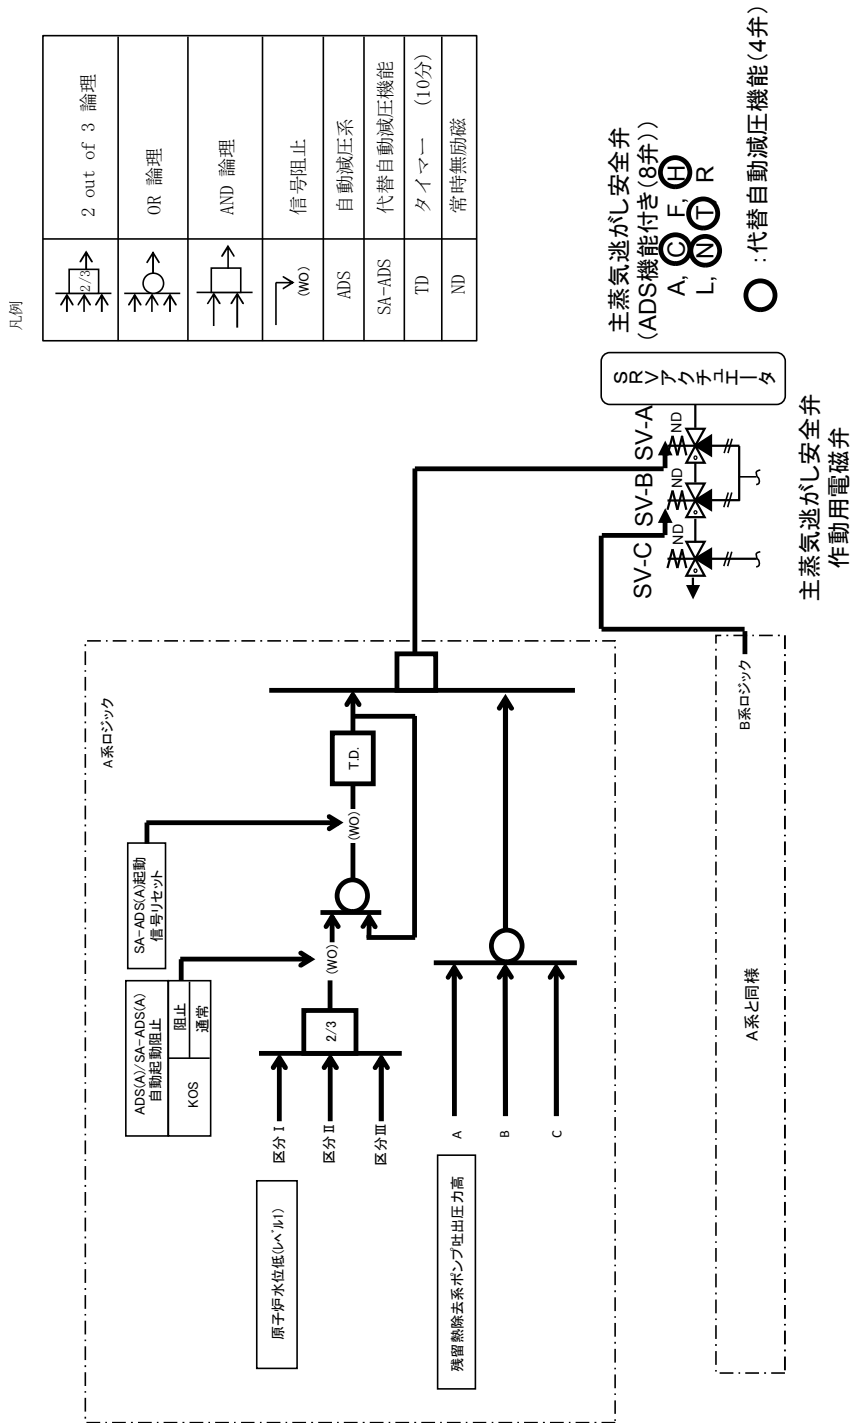 凡例
2/3
2 out of 3 論理
OR 論理
AND 論理
(WO)
信号阻止
ADS
自動減圧系
SA-ADS
代替自動減圧機能
TD
タイマー (10分)
ND
常時無励磁
A系ロジック
ADS(A)/SA-ADS(A)
自動起動阻止
KOS
阻止
通常
SA-ADS(A)起動
信号リセット
原子炉水位低(レベル1)
区分Ⅰ
区分Ⅱ
区分Ⅲ
2/3
(WO)
(WO)
T.D.
残留熱除去系ポンプ吐出圧力高
A
B
C
A系と同様
B系ロジック
SV-C
SV-B
SV-A
ND
ND
ND
SRVアクチュエータ
主蒸気逃がし安全弁
作動用電磁弁
主蒸気逃がし安全弁
(ADS機能付き(8弁))
A, C F, H
L, N T R
:代替自動減圧機能(4弁)